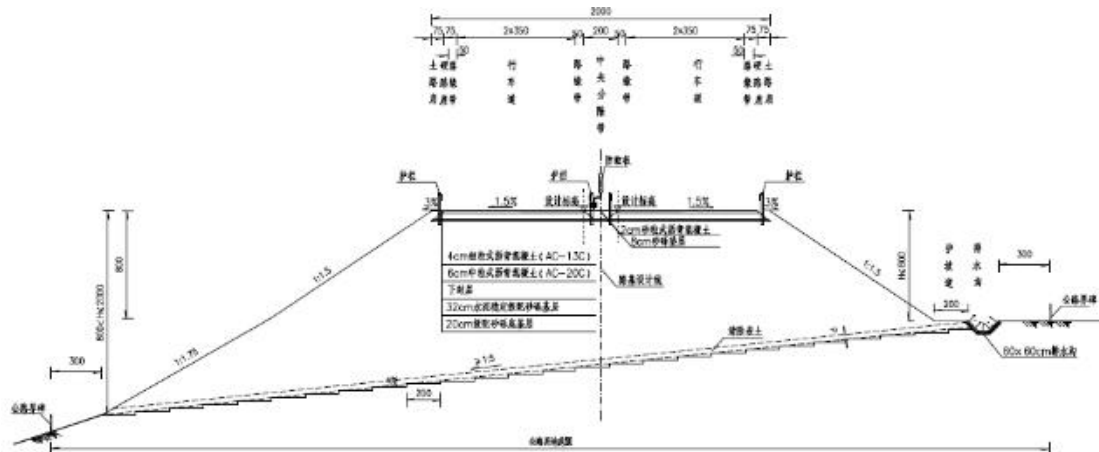 2000
75 75 2x350 50 200 50 2x350 75 75
50 50
土路肩
硬路肩
路缘带
行车道
路缘带
中央分隔带
路缘带
行车道
路缘带
硬路肩
土路肩
护栏 护栏 防眩板 护栏
3% 1.5% 设计标高 设计标高 1.5% 3%
2cm砂粒式沥青混凝土
8cm砂砾基层
4cm细粒式沥青混凝土(AC-13C)
6cm中粒式沥青混凝土(AC-20C)
下封层
32cm水泥稳定级配砂砾基层
20cm级配砂砾底基层
路基设计线
800
800<H≤2000
1:1.5
1:1.75
300
公路界碑
1:1.5
H≤800
护坡道
排水沟
300
200
公路界碑
60x60cm排水沟
清除表土
≥1:5
200
公路用地范围